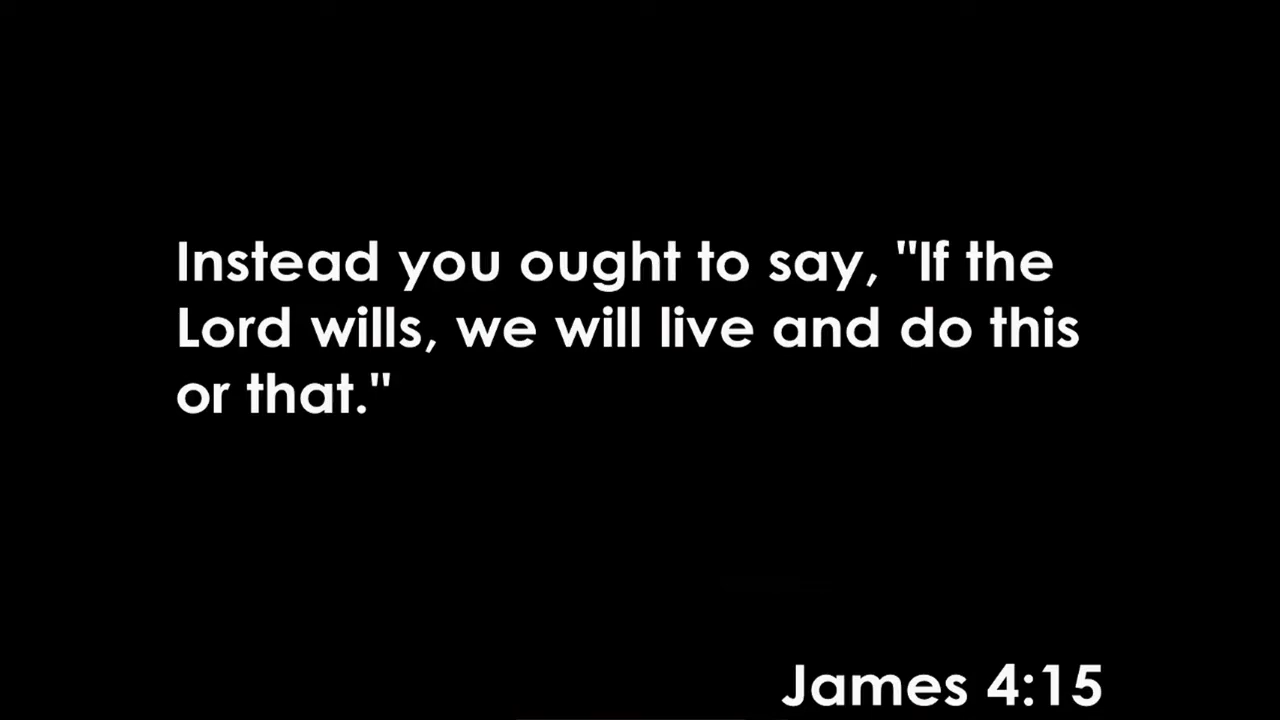 Instead you ought to say, "If the
Lord wills, we will live and do this
or that."
James 4:15